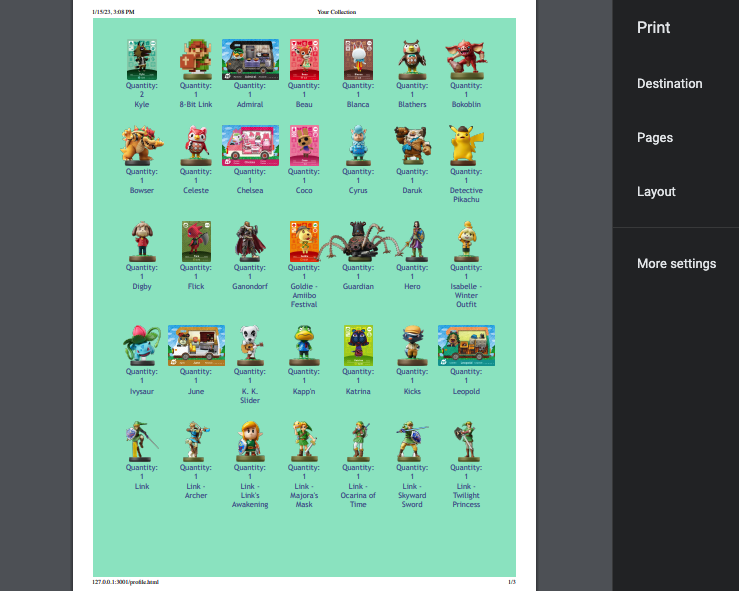 1/15/23, 3:08 PM Your Collection
Print
Destination
Pages
Layout
More settings
Quantity: Quantity: Quantity: Quantity: Quantity: Quantity: Quantity:
2 1 1 1 1 1 1
Kyle 8-Bit Link Admiral Beau Blanca Blathers Bokoblin
Quantity: Quantity: Quantity: Quantity: Quantity: Quantity: Quantity:
1 1 1 1 1 1 1
Bowser Celeste Chelsea Coco Cyrus Daruk Detective
Pikachu
Quantity: Quantity: Quantity: Quantity: Quantity: Quantity: Quantity:
1 1 1 1 1 1 1
Digby Flick Ganondorf Goldie - Guardian Hero Isabelle -
Amiibo Winter
Festival Outfit
Quantity: Quantity: Quantity: Quantity: Quantity: Quantity: Quantity:
1 1 1 1 1 1 1
Ivysaur June K. K. Kapp'n Katrina Kicks Leopold
Slider
Quantity: Quantity: Quantity: Quantity: Quantity: Quantity: Quantity:
1 1 1 1 1 1 1
Link Link - Link - Link - Link - Link - Link -
Archer Link's Majora's Ocarina of Skyward Twilight
Awakening Mask Time Sword Princess
127.0.0.1:3001/profile.html 1/3